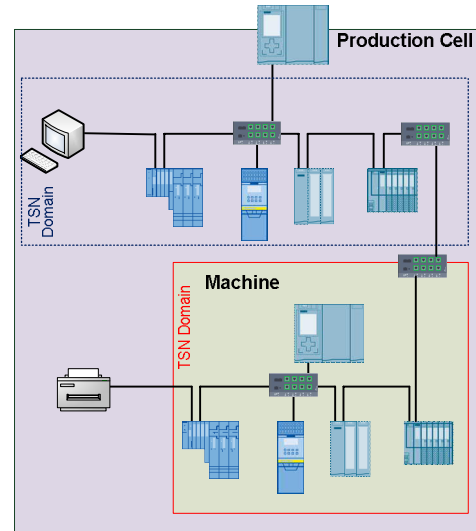 Production Cell
TSN
Domain
Machine
TSN Domain